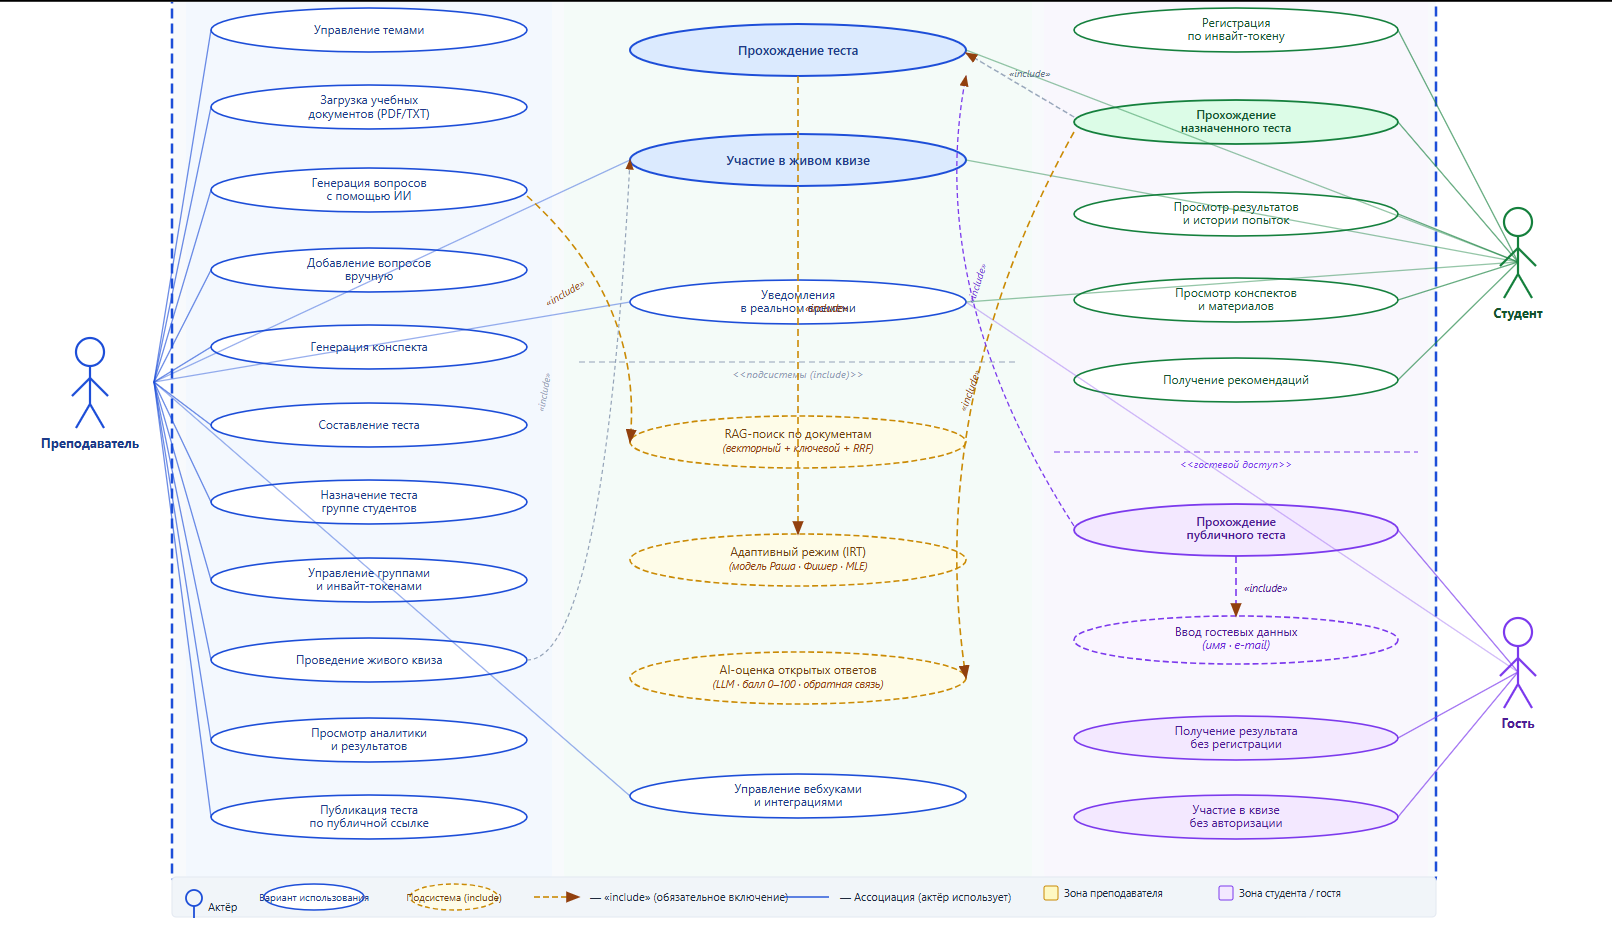 Управление темами
Загрузка учебных
документов (PDF/TXT)
Генерация вопросов
с помощью ИИ
Добавление вопросов
вручную
Генерация конспекта
Составление теста
Назначение теста
группе студентов
Управление группами
и инвайт-токенами
Проведение живого квиза
Просмотр аналитики
и результатов
Публикация теста
по публичной ссылке
Преподаватель
«include»
«include»
Прохождение теста
Участие в живом квизе
Уведомления
в реальном времени
«include»
<<подсистемы (include)>>
RAG-поиск по документам
(векторный + ключевой + RRF)
Адаптивный режим (IRT)
(модель Раша · Фишер · MLE)
AI-оценка открытых ответов
(LLM · балл 0–100 · обратная связь)
Управление вебхуками
и интеграциями
«include»
«include»
«include»
Регистрация
по инвайт-токену
Прохождение
назначенного теста
Просмотр результатов
и истории попыток
Просмотр конспектов
и материалов
Получение рекомендаций
<<гостевой доступ>>
Прохождение
публичного теста
«include»
Ввод гостевых данных
(имя · e-mail)
Получение результата
без регистрации
Участие в квизе
без авторизации
Студент
Гость
Актёр
Вариант использования
Подсистема (include)
— «include» (обязательное включение)
— Ассоциация (актёр использует)
Зона преподавателя
Зона студента / гостя